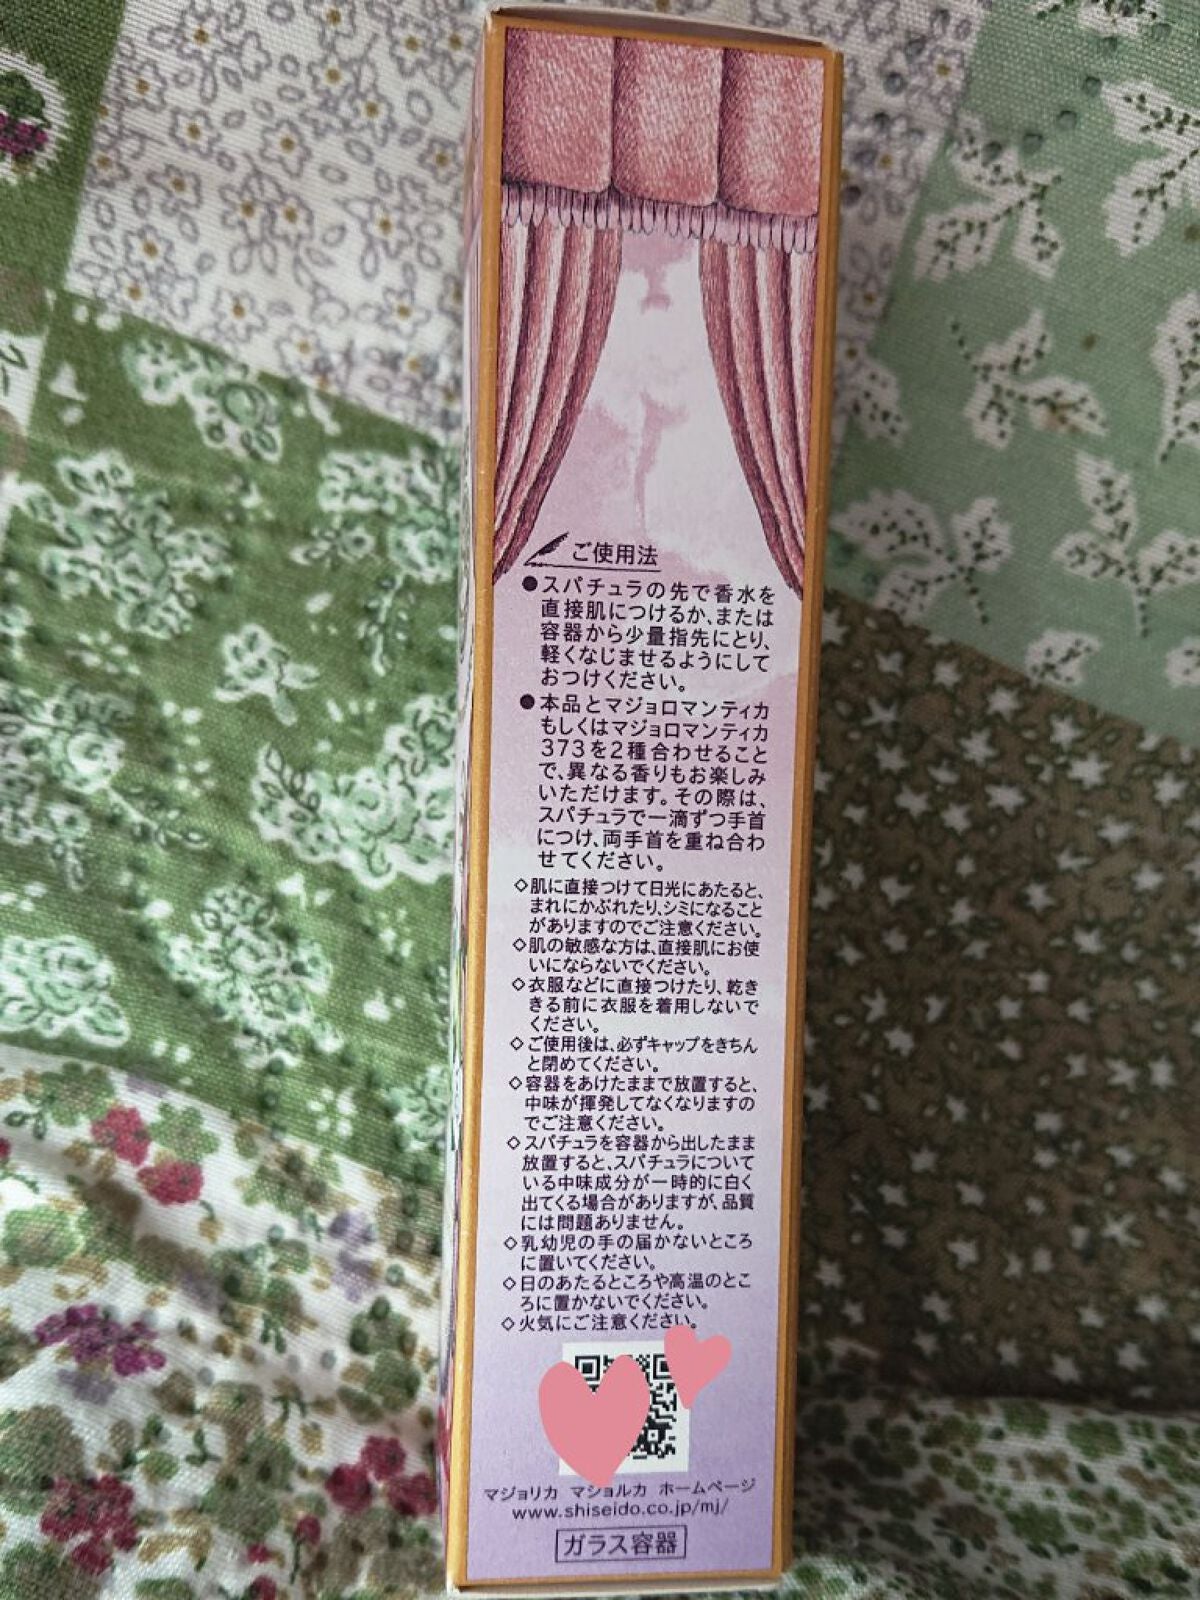 ご使用法
●スパチュラの先で香水を
直接肌につけるか、または
容器から少量指先にとり、
軽くなじませるようにして
おつけください。
●本品とマジョロマンティカ
もしくはマジョロマンティカ
373を2種合わせること
で、異なる香りもお楽しみ
いただけます。その際は、
スパチュラで一滴ずつ手首
につけ、両手首を重ね合わ
せてください。
◇肌に直接つけて日光にあたると、
まれにかぶれたり、シミになること
がありますのでご注意ください。
◇肌の敏感な方は、直接肌にお使
いにならないでください。
◇衣服などに直接つけたり、乾き
きる前に衣服を着用しないで
ください。
◇ご使用後は、必ずキャップをきちん
と閉めてください。
◇容器をあけたままで放置すると、
中味が揮発してなくなりますの
でご注意ください。
◇スパチュラを容器から出したまま
放置すると、スパチュラについて
いる中味成分が一時的に白く
出てくる場合がありますが、品質
には問題ありません。
◇乳幼児の手の届かないところ
に置いてください。
◇日のあたるところや高温のとこ
ろに置かないでください。
◇火気にご注意ください。
マジョリカ マジョルカ ホームページ
www.shiseido.co.jp/mj/
ガラス容器